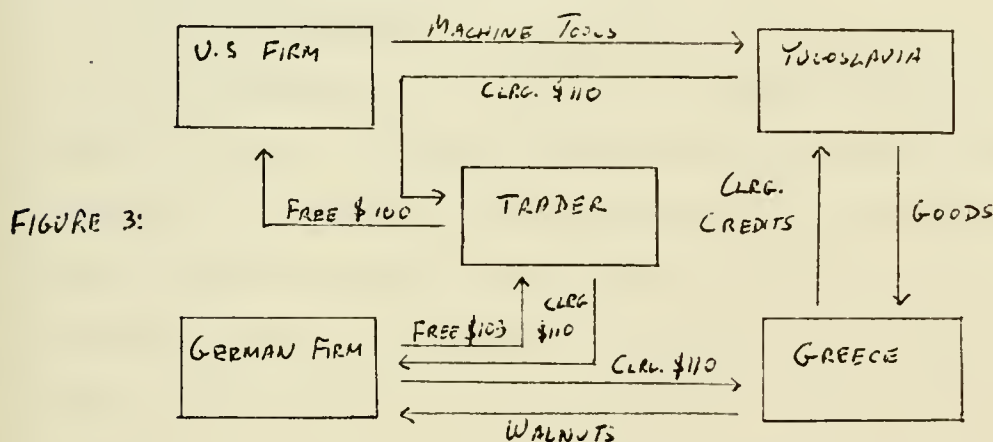 MACHINE TOOLS
U.S FIRM
YUGOSLAVIA
CLRG. $110
FREE $100
TRADER
CLRG.
CREDITS
GOODS
FIGURE 3:
CLRG
$110
FREE $103
GERMAN FIRM
CLRG. $110
GREECE
WALNUTS